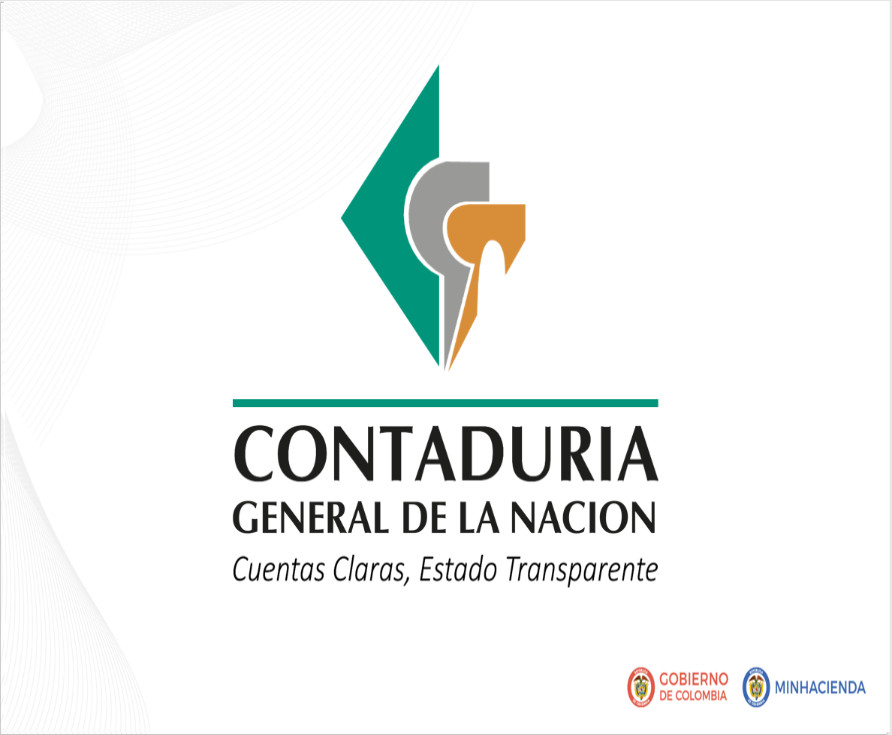 CONTADURIA
GENERAL DE LA NACION
Cuentas Claras, Estado Transparente
GOBIERNO
DE COLOMBIA
MINHACIENDA